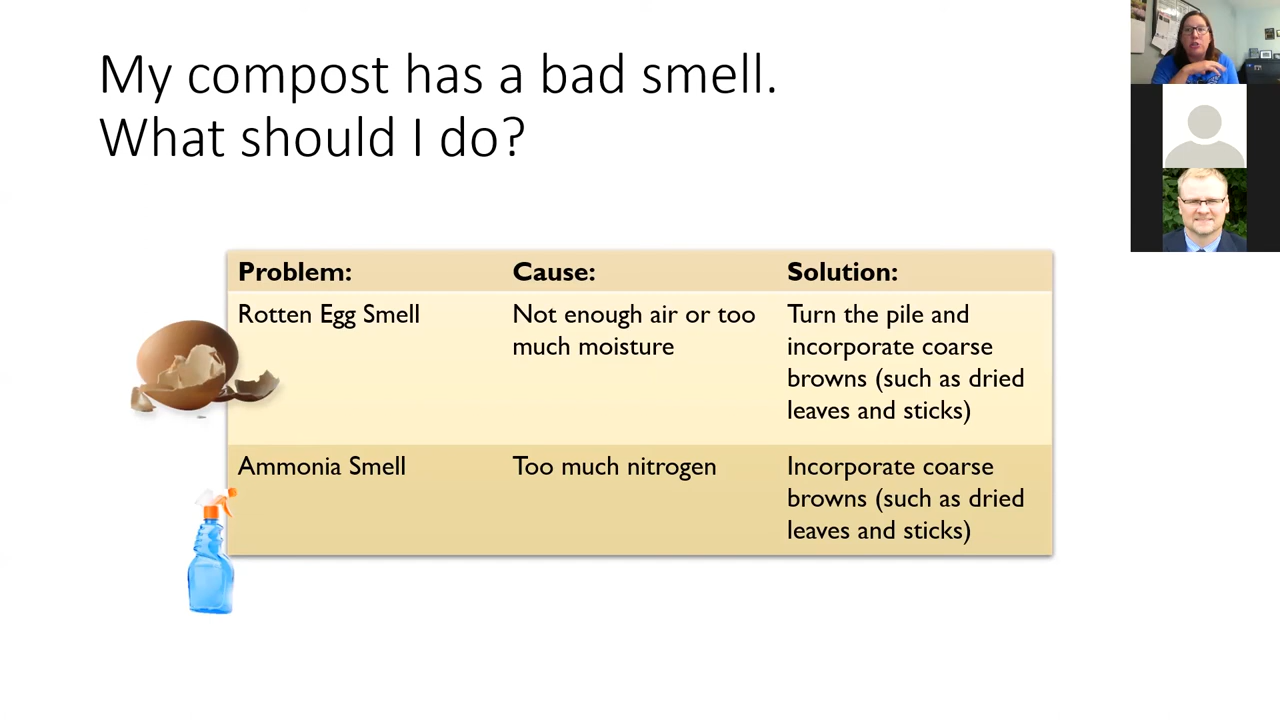 My compost has a bad smell.
What should I do?
Problem:
Cause:
Solution:
Rotten Egg Smell
Not enough air or too
much moisture
Turn the pile and
incorporate coarse
browns (such as dried
leaves and sticks)
Ammonia Smell
Too much nitrogen
Incorporate coarse
browns (such as dried
leaves and sticks)